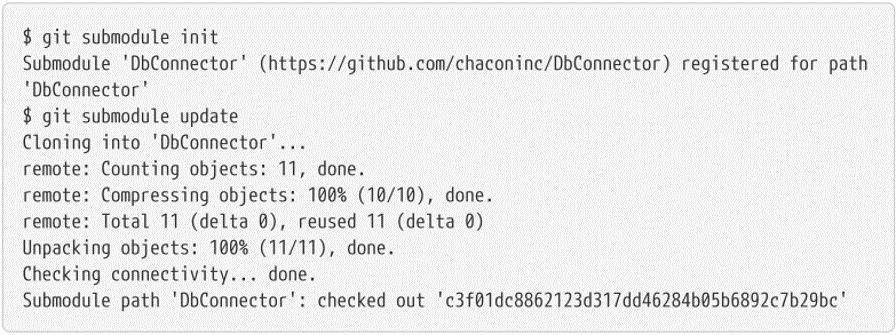 $ git submodule init
Submodule 'DbConnector' (https://github.com/chaconinc/DbConnector) registered for path
'DbConnector'
$ git submodule update
Cloning into 'DbConnector'...
remote: Counting objects: 11, done.
remote: Compressing objects: 100% (10/10), done.
remote: Total 11 (delta 0), reused 11 (delta 0)
Unpacking objects: 100% (11/11), done.
Checking connectivity... done.
Submodule path 'DbConnector': checked out 'c3f01dc8862123d317dd46284b05b6892c7b29bc'